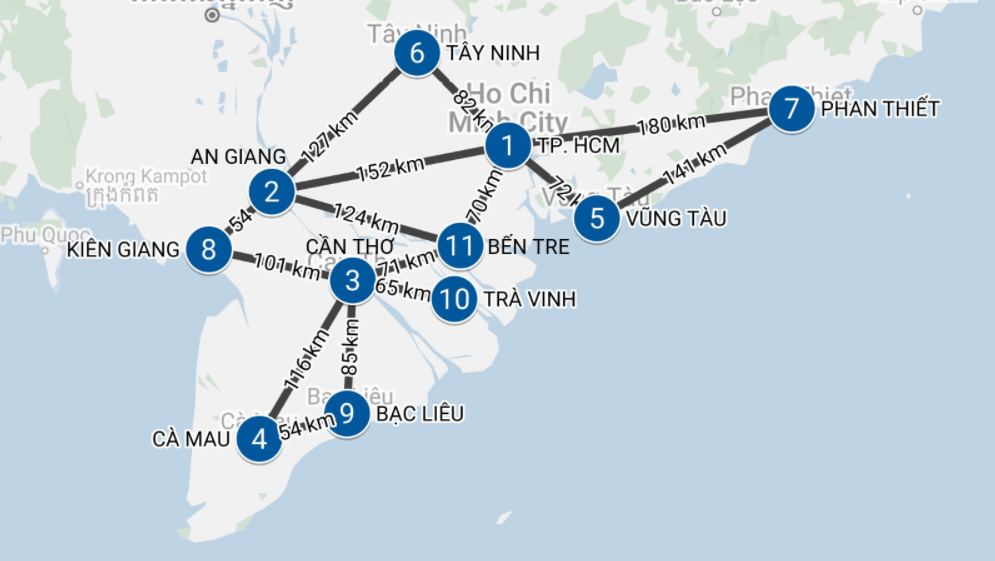 Tây Ninh
6 TÂY NINH
82 km
Ho Chi
Minh City
Phan Thiet
7 PHAN THIẾT
127 km
180 km
1 TP. HCM
AN GIANG
152 km
141 km
Krong Kampot
ក្រុងកំពត
2
72 k
Vũng Tàu
70 km
54
124 km
5 VŨNG TÀU
Phu Quoc
KIÊN GIANG 8
CẦN THƠ
11 BẾN TRE
101 km
71 km
3
65 km
10 TRÀ VINH
116 km
85 km
Bạc Liêu
9 BẠC LIÊU
CÀ MAU 4
54 km